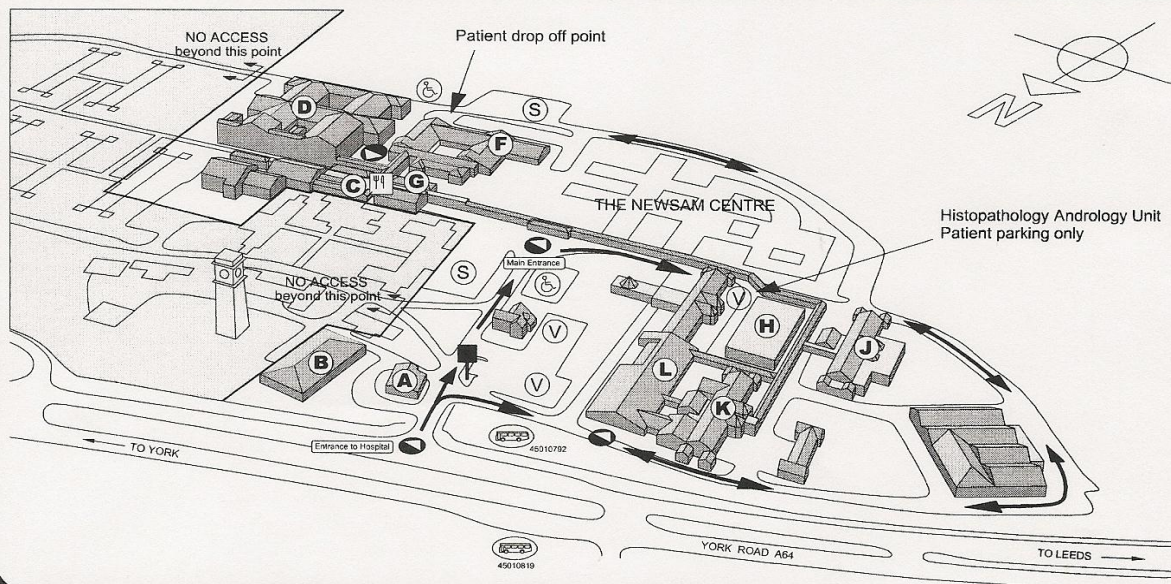 NO ACCESS
beyond this point
Patient drop off point
D
S
F
N
C
G
THE NEWSAM CENTRE
Histopathology Andrology Unit
Patient parking only
Main Entrance
S
NO ACCESS
beyond this point
V
H
V
J
B
L
A
V
K
Entrance to Hospital
45010792
TO YORK
45010819
YORK ROAD A64
TO LEEDS